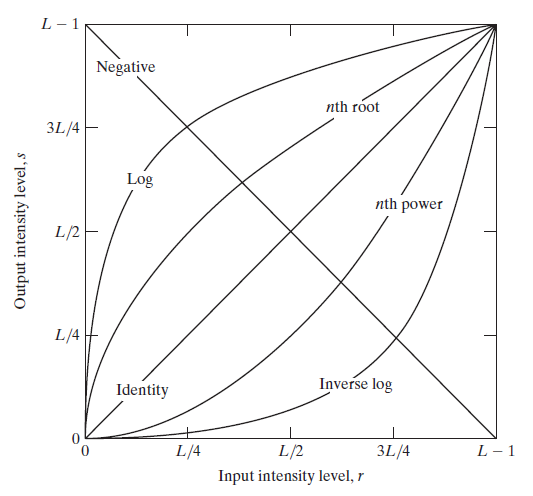 L − 1
Negative
nth root
3L/4
Log
nth power
Output intensity level, s
L/2
L/4
Identity
Inverse log
0
0
L/4
L/2
3L/4
L − 1
Input intensity level, r